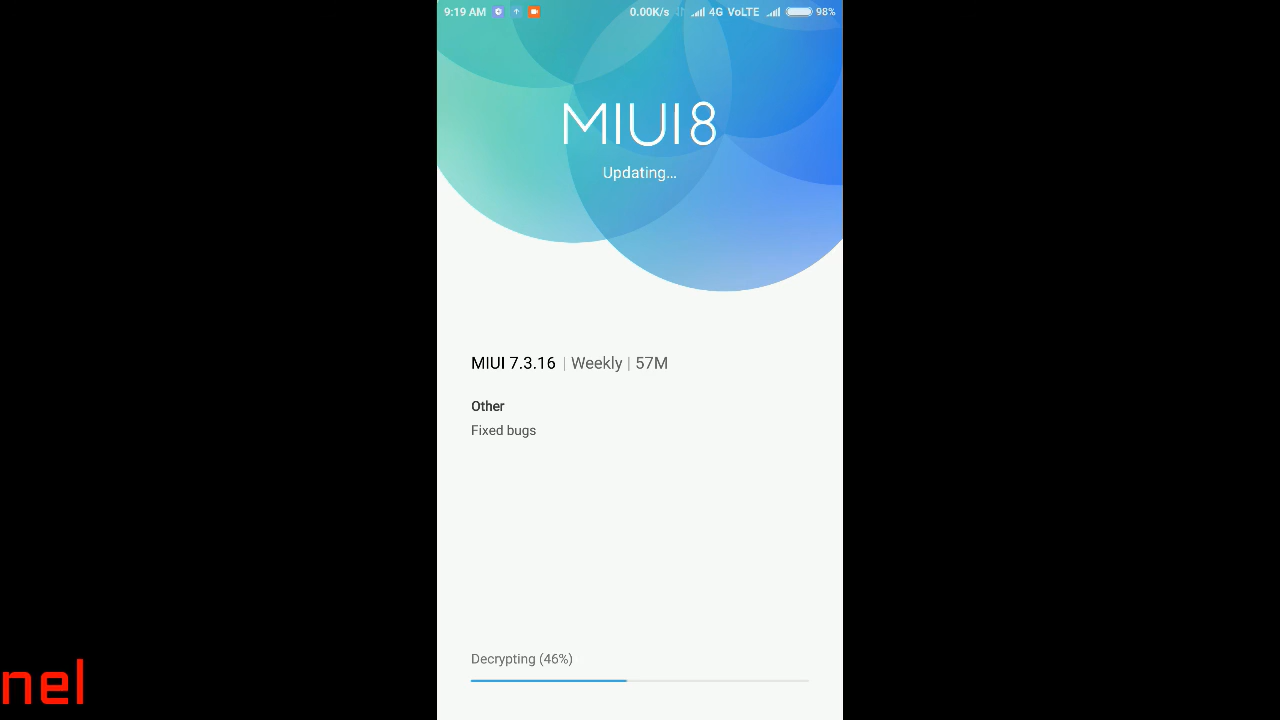 9:19 AM 0.00K/s 4G VoLTE 98%
MIUI8
Updating...
MIUI 7.3.16 | Weekly | 57M
Other
Fixed bugs
Decrypting (46%)
nel